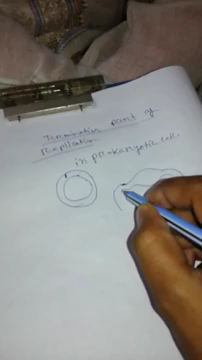 Termination point of
Replication
in pro-karyotic cell.